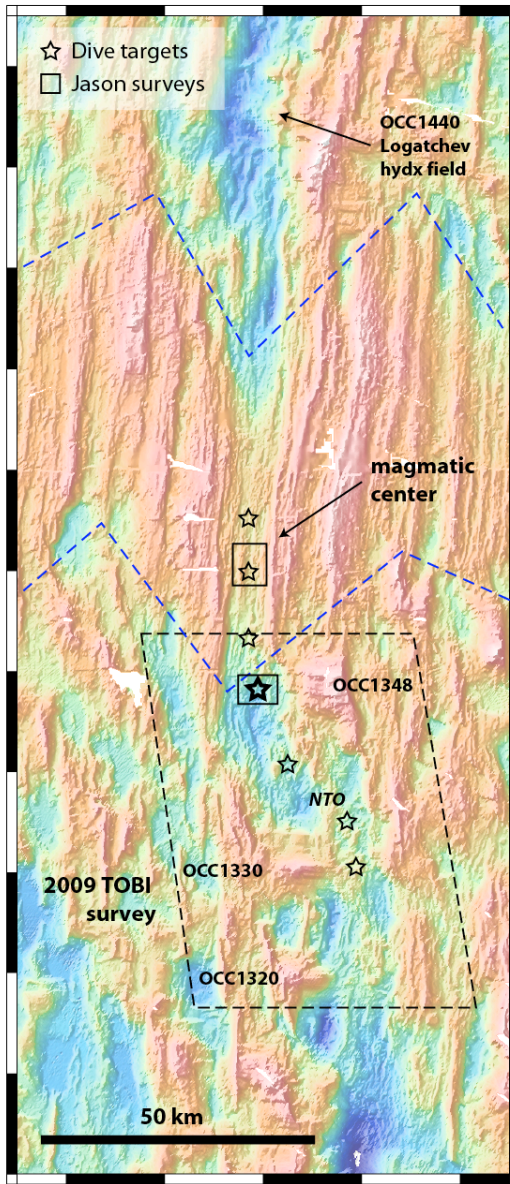 Dive targets
Jason surveys
OCC1440
Logatchev
hydx field
magmatic
center
OCC1348
NTO
OCC1330
2009 TOBI
survey
OCC1320
50 km